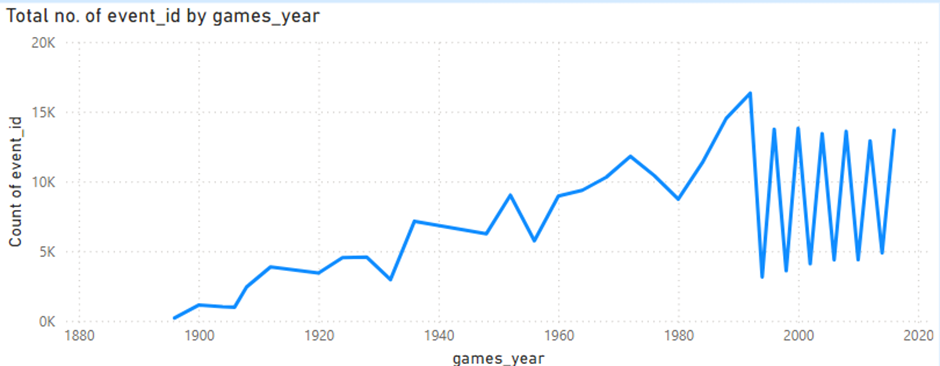 Total no. of event_id by games_year
20K
15K
10K
5K
0K
Count of event_id
1880 1900 1920 1940 1960 1980 2000 2020
games_year